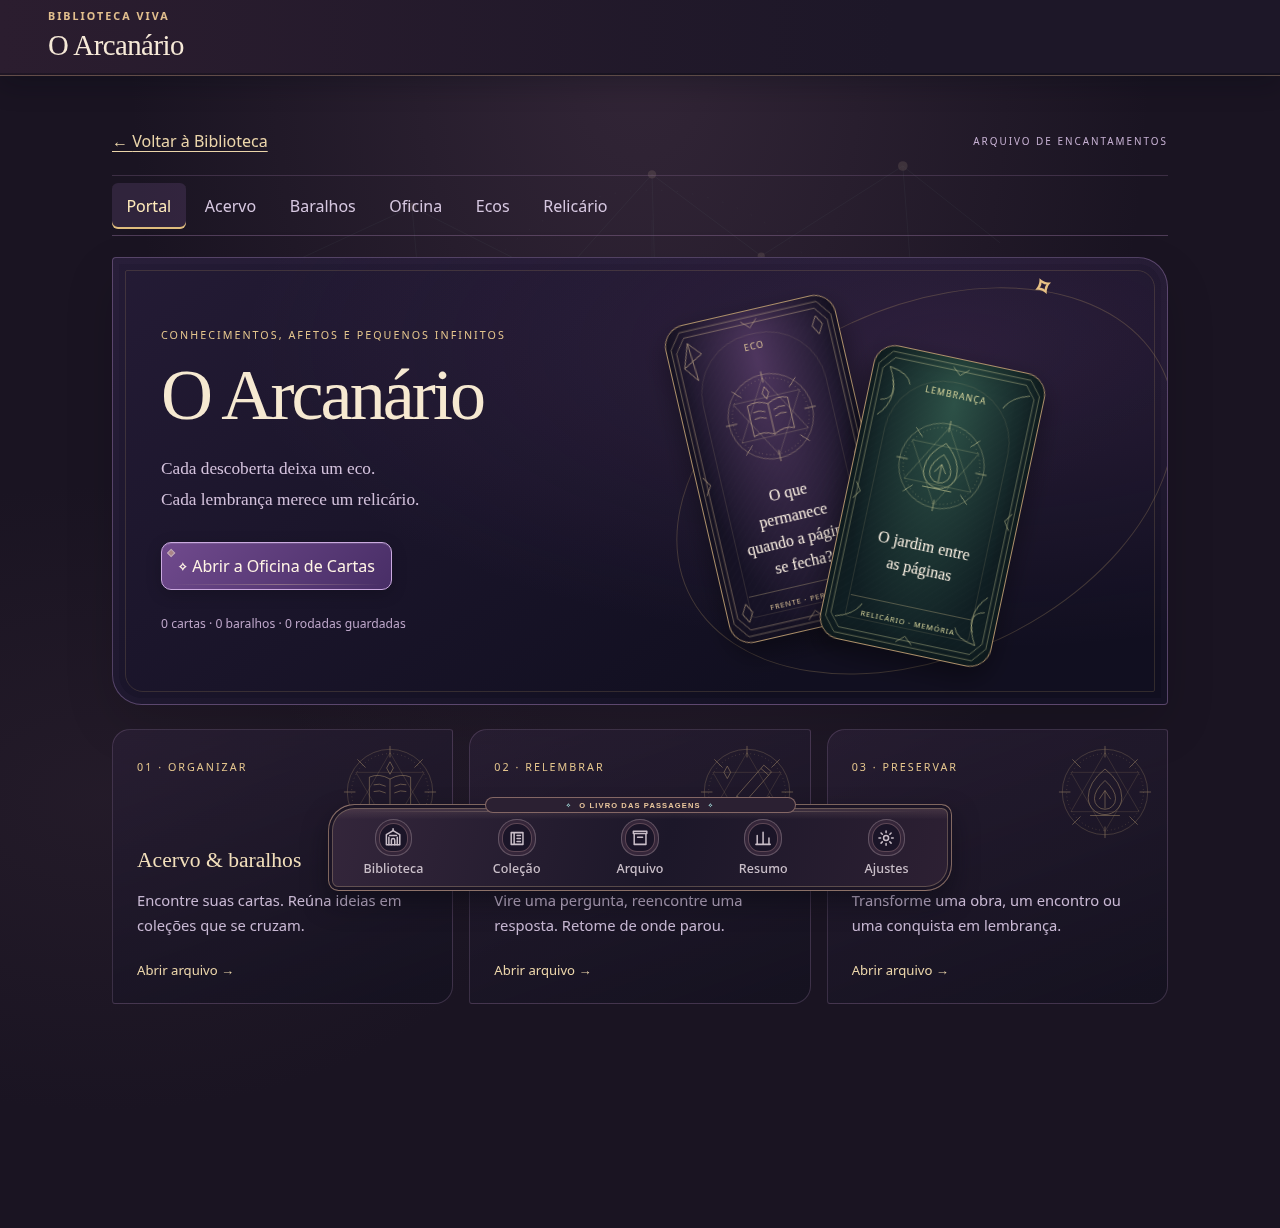 BIBLIOTECA VIVA
O Arcanário
← Voltar à Biblioteca
ARQUIVO DE ENCANTAMENTOS
Portal
Acervo
Baralhos
Oficina
Ecos
Relicário
CONHECIMENTOS, AFETOS E PEQUENOS INFINITOS
O Arcanário
Cada descoberta deixa um eco.
Cada lembrança merece um relicário.
✧ Abrir a Oficina de Cartas
0 cartas · 0 baralhos · 0 rodadas guardadas
ECO
O que
permanece
quando a
se fecha?
FRENTE ·
LEMBRANÇA
O jardim entre
as páginas
RELICÁRIO · MEMÓRIA
01 · ORGANIZAR
Acervo & baralhos
Encontre suas cartas. Reúna ideias em
coleções que se cruzam.
Abrir arquivo →
02 · RELEMBRAR
Vire uma pergunta, reencontre uma
resposta. Retome de onde parou.
Abrir arquivo →
03 · PRESERVAR
Transforme uma obra, um encontro ou
uma conquista em lembrança.
Abrir arquivo →
✧ O LIVRO DAS PASSAGENS ✧
Biblioteca
Coleção
Arquivo
Resumo
Ajustes